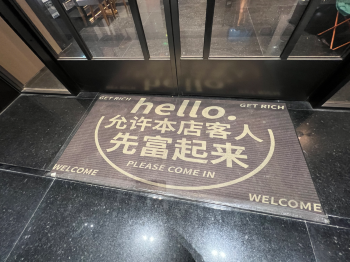 GET RICH
hello.
GET RICH
允许本店客人
先富起来
PLEASE COME IN
WELCOME
WELCOME